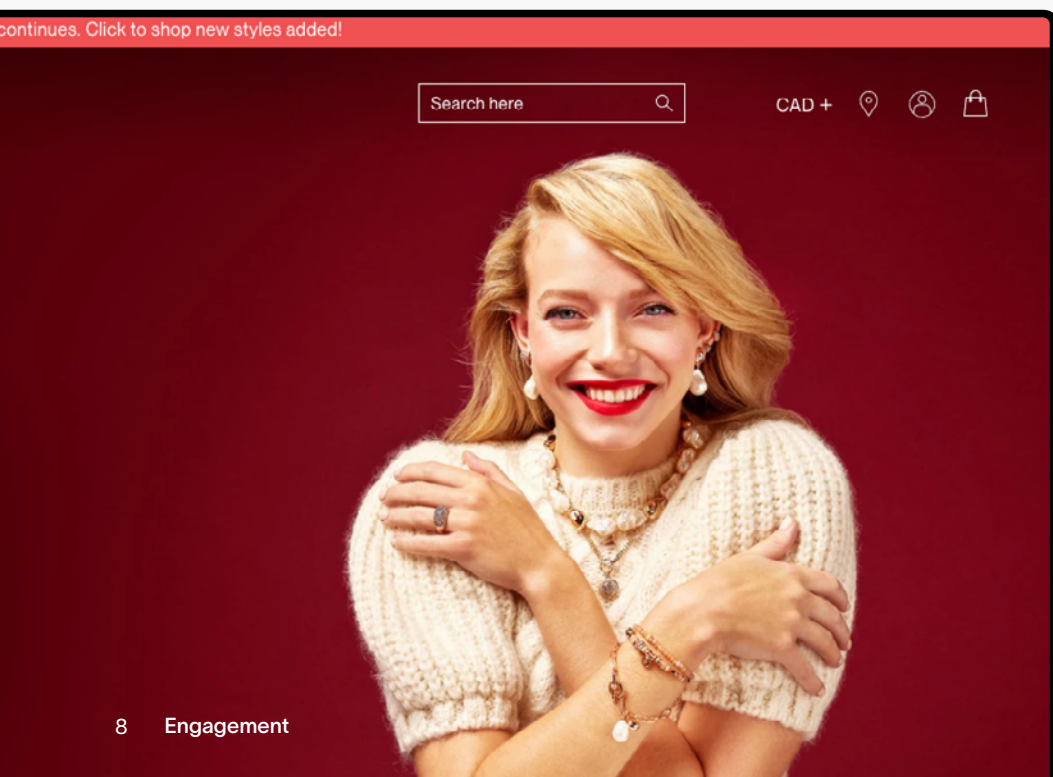 continues. Click to shop new styles added!
Search here
CAD +
8 Engagement